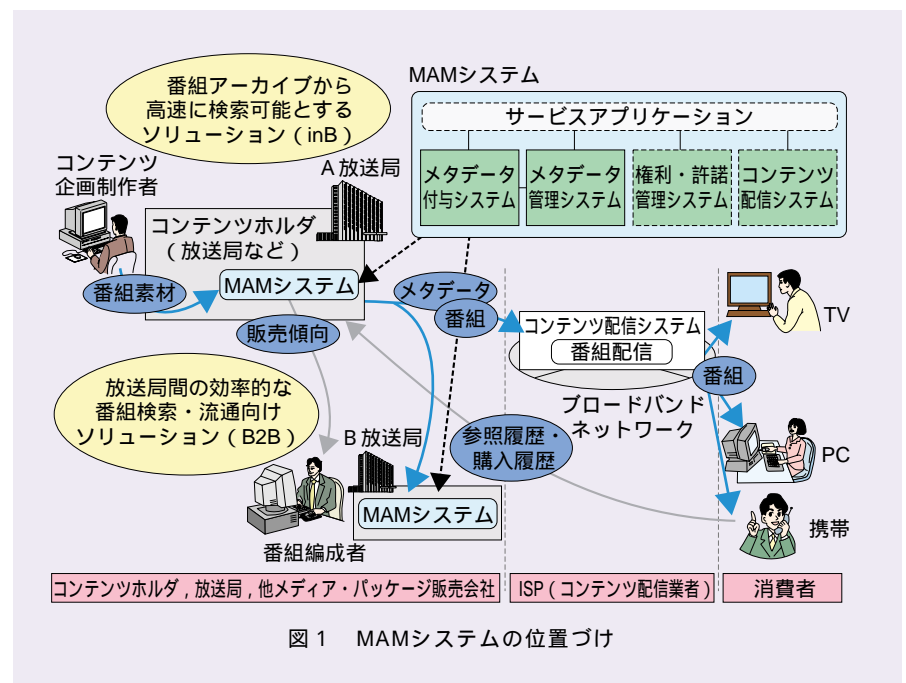 番組アーカイブから
高速に検索可能とする
ソリューション（inB）
MAMシステム
サービスアプリケーション
メタデータ
付与システム
メタデータ
管理システム
権利・許諾
管理システム
コンテンツ
配信システム
コンテンツ
企画制作者
A放送局
コンテンツホルダ
（放送局など）
MAMシステム
番組素材
メタデータ
番組
販売傾向
コンテンツ配信システム
番組配信
TV
番組
ブロードバンド
ネットワーク
放送局間の効率的な
番組検索・流通向け
ソリューション（B2B）
B放送局
参照履歴・
購入履歴
PC
MAMシステム
携帯
番組編成者
コンテンツホルダ，放送局，他メディア・パッケージ販売会社
ISP（コンテンツ配信業者）
消費者
図1　MAMシステムの位置づけ